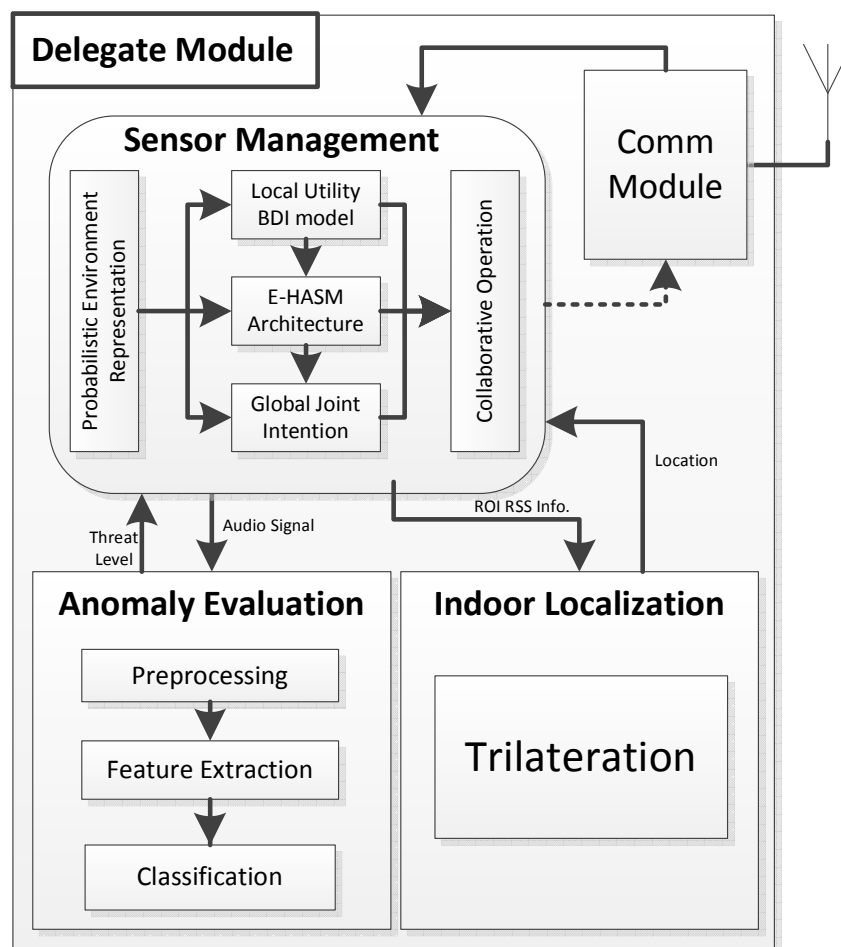 Delegate Module
Sensor Management
Comm
Module
Probabilistic Environment
Representation
Local Utility
BDI model
E-HASM
Architecture
Global Joint
Intention
Collaborative Operation
Location
ROI RSS Info.
Audio Signal
Threat
Level
Anomaly Evaluation
Preprocessing
Feature Extraction
Classification
Indoor Localization
Trilateration